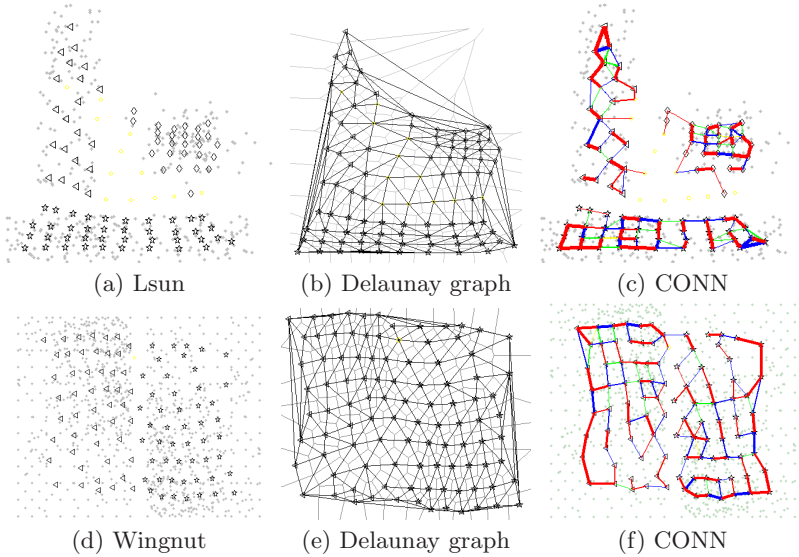 (a) Lsun
(b) Delaunay graph
(c) CONN
(d) Wingnut
(e) Delaunay graph
(f) CONN